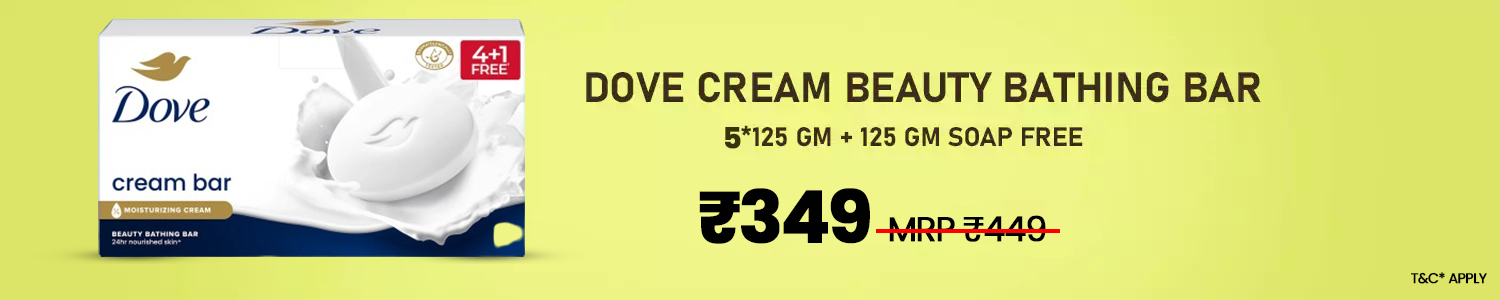 Dove
4+1
FREE
Dove
cream bar
MOISTURIZING CREAM
BEAUTY BATHING BAR
24hr nourished skin*
DOVE CREAM BEAUTY BATHING BAR
5*125 GM + 125 GM SOAP FREE
₹349 MRP ₹449
T&C* APPLY